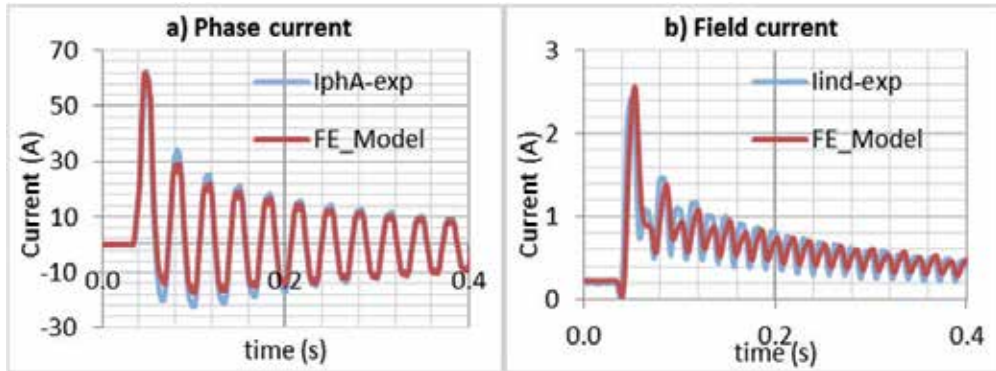 a) Phase current
70
50
30
10
-10
-30
Current (A)
IphA-exp
FE_Model
0.0
0.2
0.4
time (s)
b) Field current
3
2
1
0
Current (A)
Iind-exp
FE_Model
0.0
0.2
0.4
time (s)